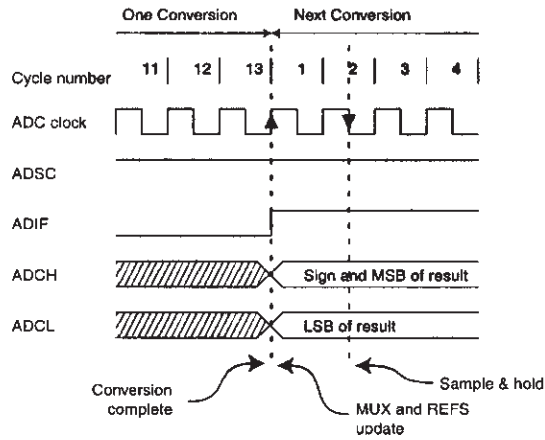 One Conversion Next Conversion
Cycle number 11 12 13 1 2 3 4
ADC clock
ADSC
ADIF
ADCH Sign and MSB of result
ADCL LSB of result
Conversion
complete
MUX and REFS
update
Sample & hold